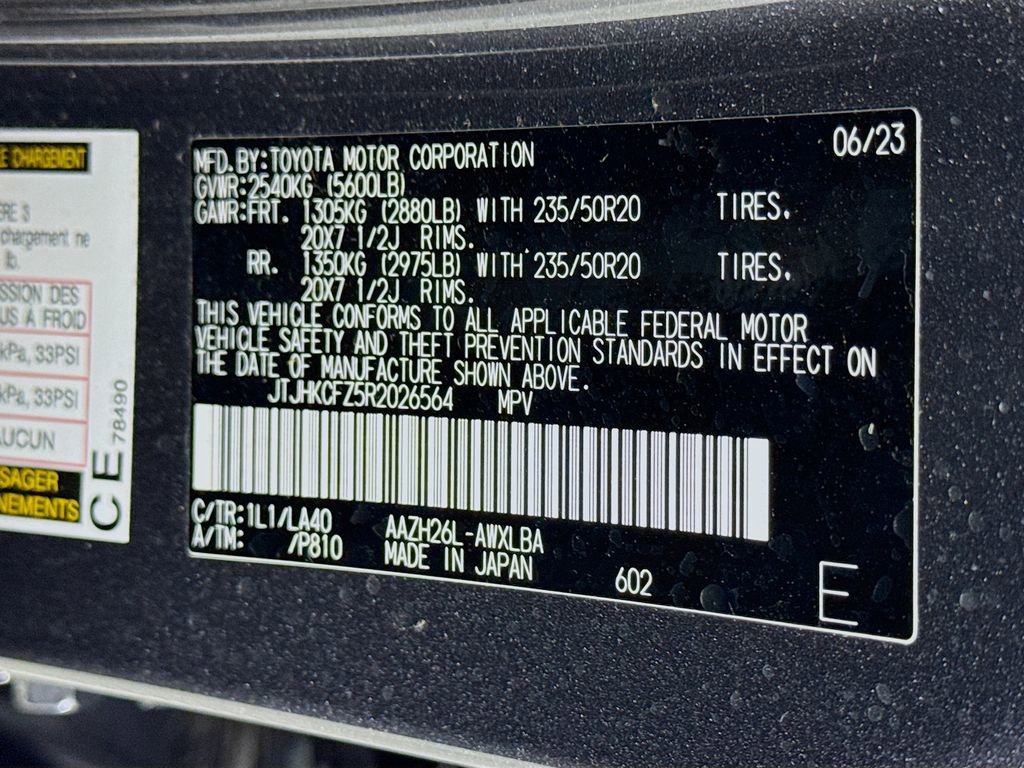 E CHARGEMENT
chargement ne
lb.
SSION DES
US A FROID
kPa, 33PSI
kPa, 33PSI
AUCUN
SAGER
NEMENTS
CE 78490
06/23
MFD.BY:TOYOTA MOTOR CORPORATION
GVWR:2540KG (5600LB)
GAWR:FRT. 1305KG (2880LB) WITH 235/50R20 TIRES.
20X7 1/2J RIMS.
RR. 1350KG (2975LB) WITH 235/50R20 TIRES.
20X7 1/2J RIMS.
THIS VEHICLE CONFORMS TO ALL APPLICABLE FEDERAL MOTOR
VEHICLE SAFETY AND THEFT PREVENTION STANDARDS IN EFFECT ON
THE DATE OF MANUFACTURE SHOWN ABOVE.
JTJHKCFZ5R2026564 MPV
C/TR:1L1/LA40 AAZH26L-AWXLBA
A/TM: /P810 MADE IN JAPAN
602
E